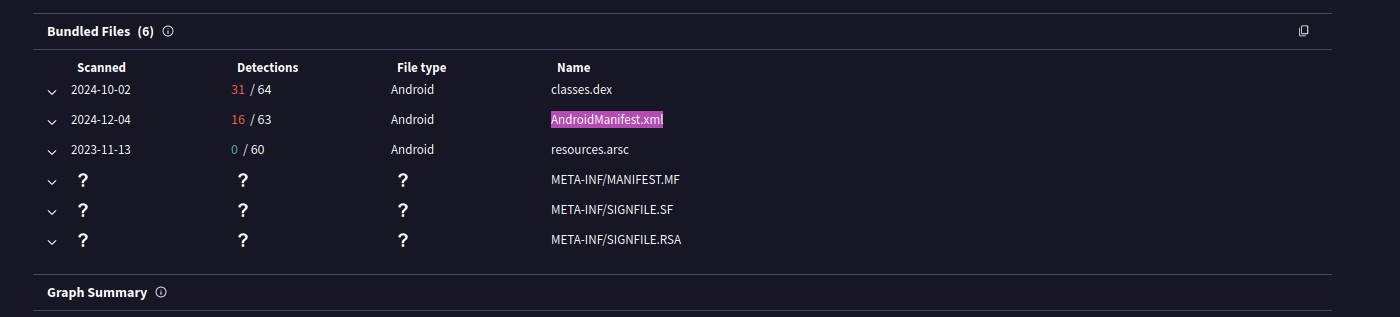 Bundled Files (6)
Scanned Detections File type Name
2024-10-02 31 / 64 Android classes.dex
2024-12-04 16 / 63 Android AndroidManifest.xml
2023-11-13 0 / 60 Android resources.arsc
? ? ? META-INF/MANIFEST.MF
? ? ? META-INF/SIGNFILE.SF
? ? ? META-INF/SIGNFILE.RSA
Graph Summary